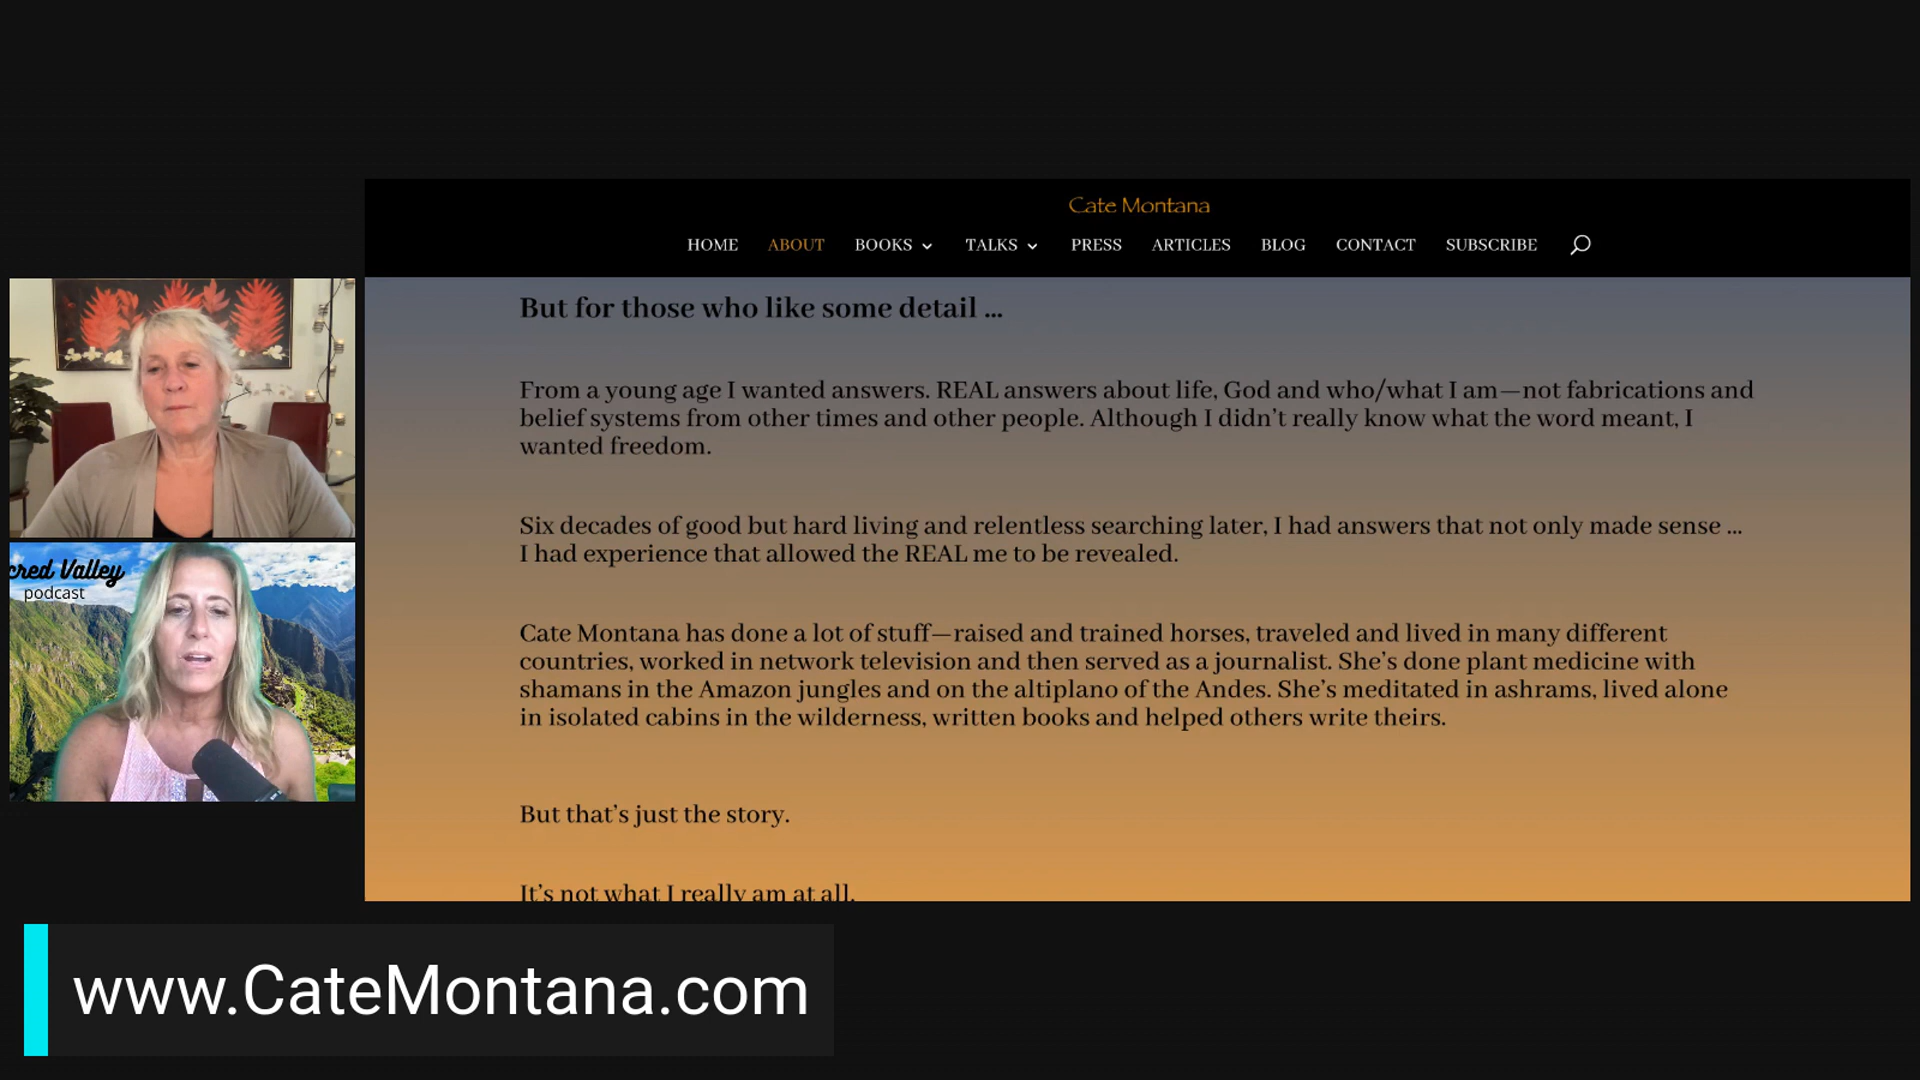 Cate Montana
HOME ABOUT BOOKS TALKS PRESS ARTICLES BLOG CONTACT SUBSCRIBE
But for those who like some detail ...
From a young age I wanted answers. REAL answers about life, God and who/what I am—not fabrications and
belief systems from other times and other people. Although I didn’t really know what the word meant, I
wanted freedom.
Six decades of good but hard living and relentless searching later, I had answers that not only made sense ...
I had experience that allowed the REAL me to be revealed.
Cate Montana has done a lot of stuff—raised and trained horses, traveled and lived in many different
countries, worked in network television and then served as a journalist. She’s done plant medicine with
shamans in the Amazon jungles and on the altiplano of the Andes. She’s meditated in ashrams, lived alone
in isolated cabins in the wilderness, written books and helped others write theirs.
But that’s just the story.
It’s not what I really am at all.
cred Valley
podcast
www.CateMontana.com